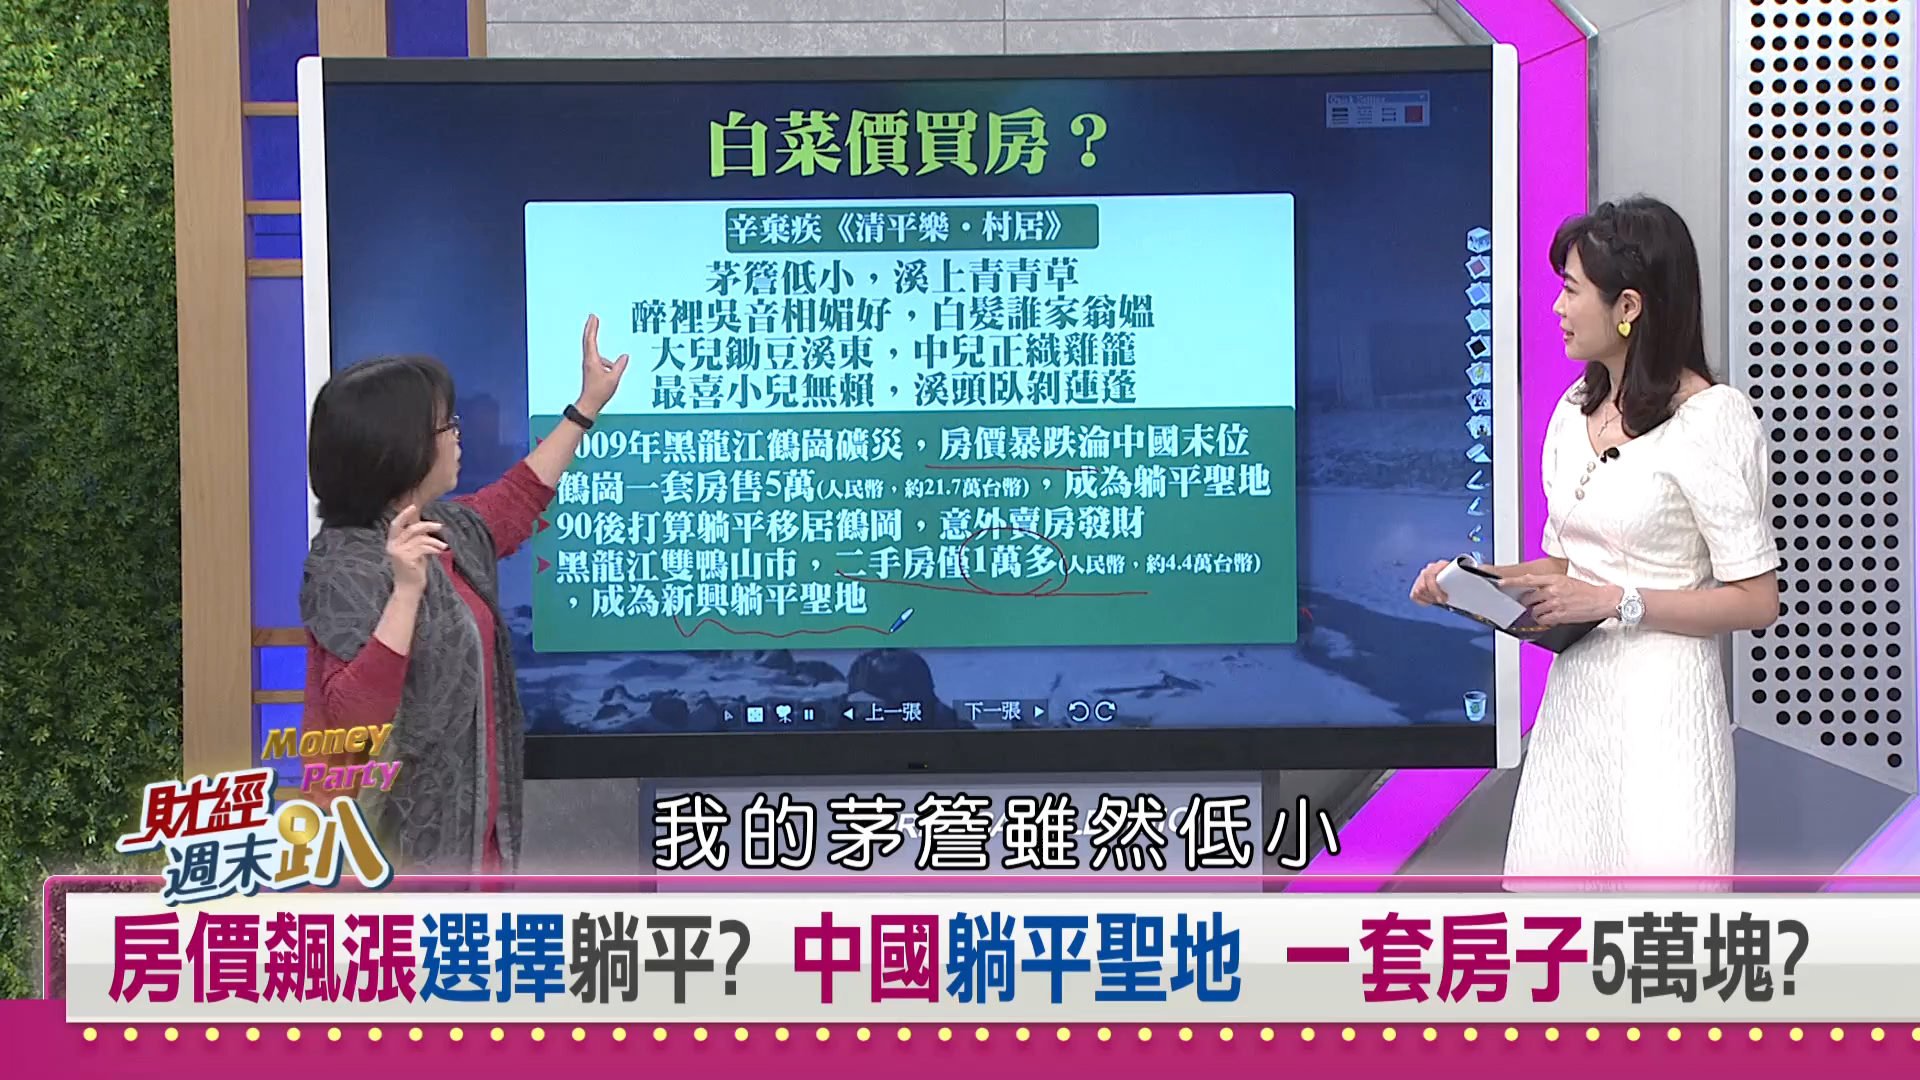 白菜價買房？
辛棄疾《清平樂．村居》
茅簷低小，溪上青青草
醉裡吳音相媚好，白髮誰家翁媼
大兒鋤豆溪東，中兒正織雞籠
最喜小兒無賴，溪頭臥剝蓮蓬
009年黑龍江鶴崗礦災，房價暴跌淪中國末位
鶴崗一套房售5萬(人民幣，約21.7萬台幣)，成為躺平聖地
90後打算躺平移居鶴岡，意外賣房發財
黑龍江雙鴨山市，二手房僅1萬多(人民幣，約4.4萬台幣)
，成為新興躺平聖地
上一張 下一張
Money
Party
財經
週末趴
我的茅簷雖然低小
房價飆漲選擇躺平? 中國躺平聖地 一套房子5萬塊?